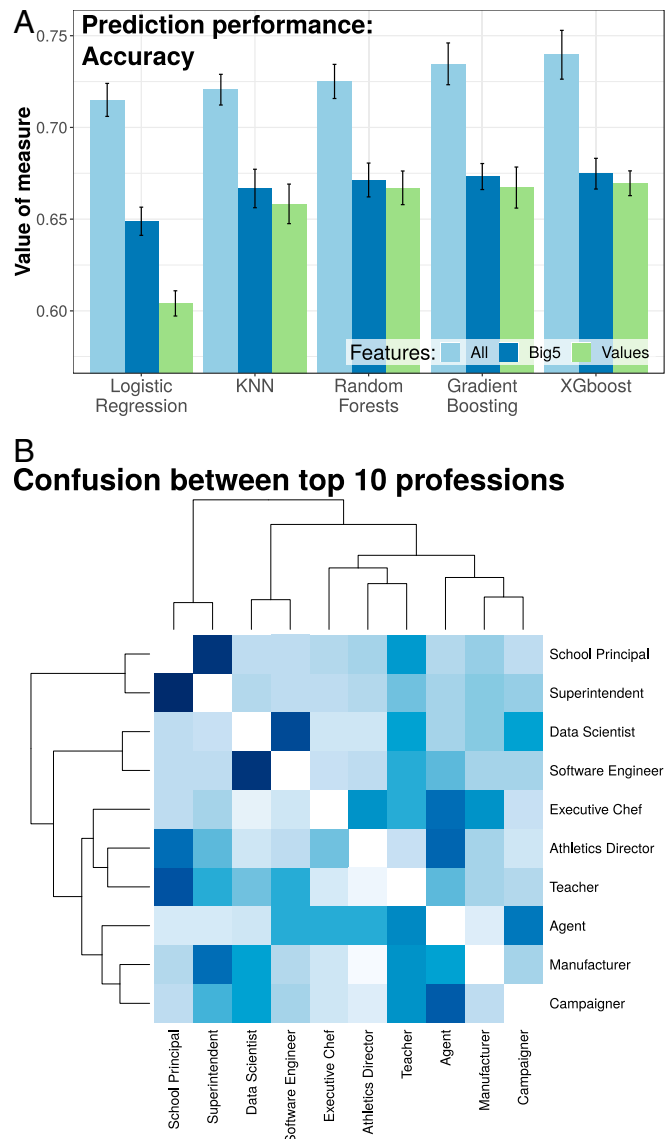 A
Prediction performance:
Accuracy
Value of measure
0.75
0.70
0.65
0.60
Features: All Big5 Values
Logistic
Regression
KNN
Random
Forests
Gradient
Boosting
XGboost
B
Confusion between top 10 professions
School Principal
Superintendent
Data Scientist
Software Engineer
Executive Chef
Athletics Director
Teacher
Agent
Manufacturer
Campaigner
School Principal
Superintendent
Data Scientist
Software Engineer
Executive Chef
Athletics Director
Teacher
Agent
Manufacturer
Campaigner